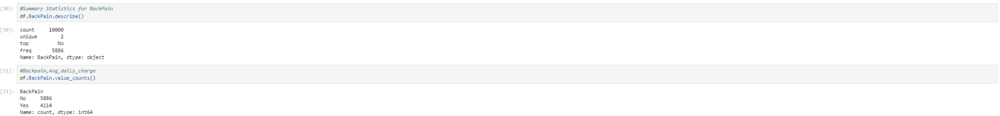 [30]: #Summary Statistics for BackPain
df.BackPain.describe()
[30]: count 10000
unique 2
top No
freq 5886
Name: BackPain, dtype: object
[31]: #Backpain,Avg_daily_charge
df.BackPain.value_counts()
[31]: BackPain
No 5886
Yes 4114
Name: count, dtype: int64